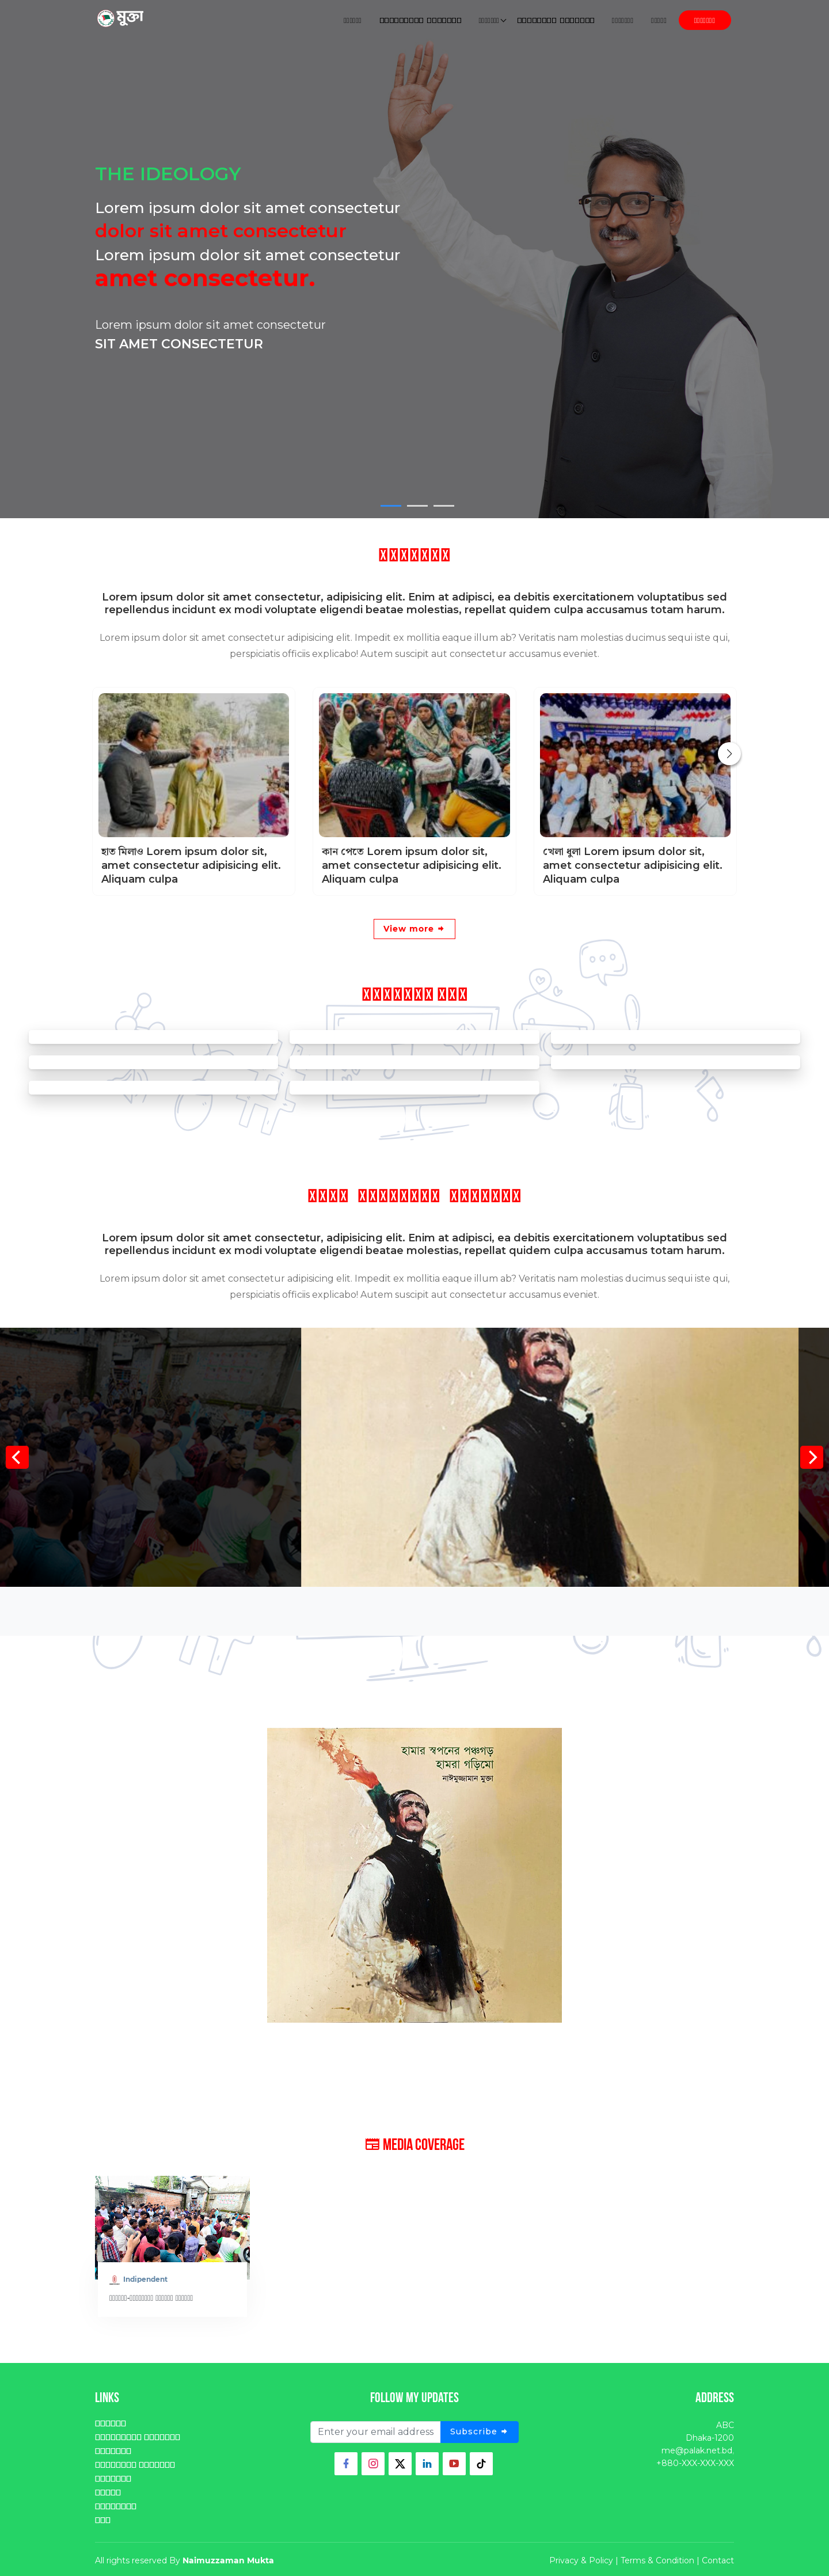 মুক্তা
THE IDEOLOGY
Lorem ipsum dolor sit amet consectetur
dolor sit amet consectetur
Lorem ipsum dolor sit amet consectetur
amet consectetur.
Lorem ipsum dolor sit amet consectetur
SIT AMET CONSECTETUR
Lorem ipsum dolor sit amet consectetur, adipisicing elit. Enim at adipisci, ea debitis exercitationem voluptatibus sed
repellendus incidunt ex modi voluptate eligendi beatae molestias, repellat quidem culpa accusamus totam harum.
Lorem ipsum dolor sit amet consectetur adipisicing elit. Impedit ex mollitia eaque illum ab? Veritatis nam molestias ducimus sequi iste qui,
perspiciatis officiis explicabo! Autem suscipit aut consectetur accusamus eveniet.
হাত মিলাও Lorem ipsum dolor sit,
amet consectetur adipisicing elit.
Aliquam culpa
কান পেতে Lorem ipsum dolor sit,
amet consectetur adipisicing elit.
Aliquam culpa
খেলা ধুলা Lorem ipsum dolor sit,
amet consectetur adipisicing elit.
Aliquam culpa
View more
Lorem ipsum dolor sit amet consectetur, adipisicing elit. Enim at adipisci, ea debitis exercitationem voluptatibus sed
repellendus incidunt ex modi voluptate eligendi beatae molestias, repellat quidem culpa accusamus totam harum.
Lorem ipsum dolor sit amet consectetur adipisicing elit. Impedit ex mollitia eaque illum ab? Veritatis nam molestias ducimus sequi iste qui,
perspiciatis officiis explicabo! Autem suscipit aut consectetur accusamus eveniet.
হামার স্বপনের পঞ্চগড়
হামরা গড়িমো
নাঈমুজ্জামান মুক্তা
MEDIA COVERAGE
Indipendent
LINKS
FOLLOW MY UPDATES
Enter your email address
Subscribe
ADDRESS
ABC
Dhaka-1200
me@palak.net.bd.
+880-XXX-XXX-XXX
All rights reserved By Naimuzzaman Mukta
Privacy & Policy | Terms & Condition | Contact